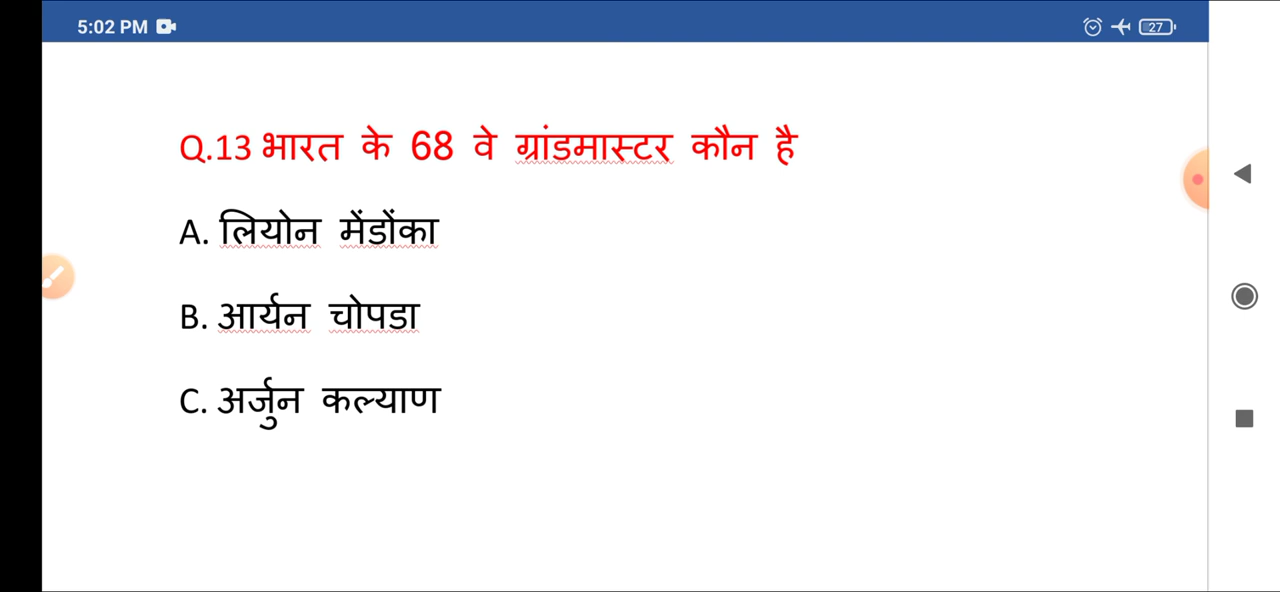 5:02 PM
27
Q.13 भारत के 68 वे ग्रांडमास्टर कौन है
A. लियोन मेंडोंका
B. आर्यन चोपडा
C. अर्जुन कल्याण